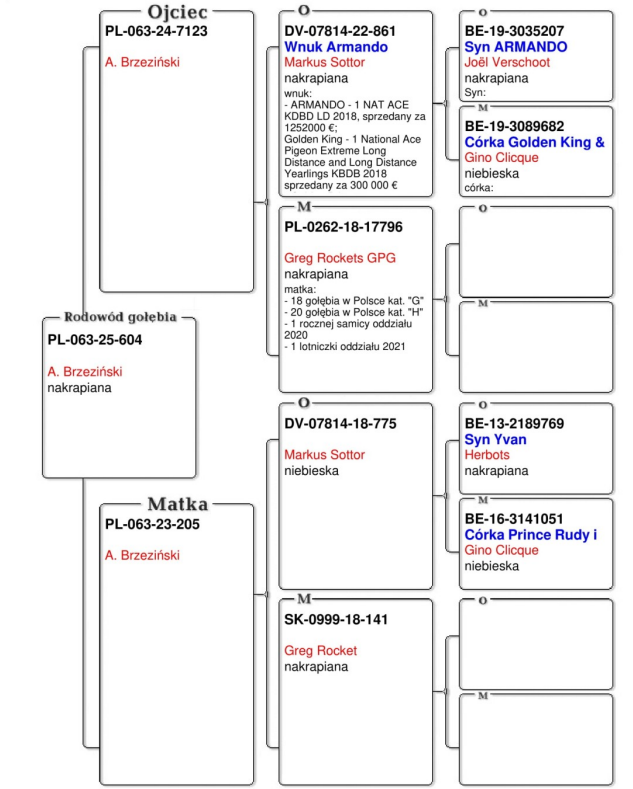 Ojciec
PL-063-24-7123
A. Brzeziński
O
DV-07814-22-861
Wnuk Armando
Markus Sottor
nakrapiana
wnuk:
- ARMANDO - 1 NAT ACE
KDBD LD 2018, sprzedany za
1252000 €;
Golden King - 1 National Ace
Pigeon Extreme Long
Distance and Long Distance
Yearlings KBDB 2018
sprzedany za 300 000 €
O
BE-19-3035207
Syn ARMANDO
Joël Verschoot
nakrapiana
Syn:
M
BE-19-3089682
Córka Golden King &
Gino Clicque
niebieska
córka:
M
PL-0262-18-17796
Greg Rockets GPG
nakrapiana
matka:
- 18 gołębia w Polsce kat. "G"
- 20 gołębia w Polsce kat. "H"
- 1 rocznej samicy oddziału
2020
- 1 lotniczki oddziału 2021
O
M
Rodowód gołębia
PL-063-25-604
A. Brzeziński
nakrapiana
Matka
PL-063-23-205
A. Brzeziński
O
DV-07814-18-775
Markus Sottor
niebieska
O
BE-13-2189769
Syn Yvan
Herbots
nakrapiana
M
BE-16-3141051
Córka Prince Rudy i
Gino Clicque
niebieska
M
SK-0999-18-141
Greg Rocket
nakrapiana
O
M